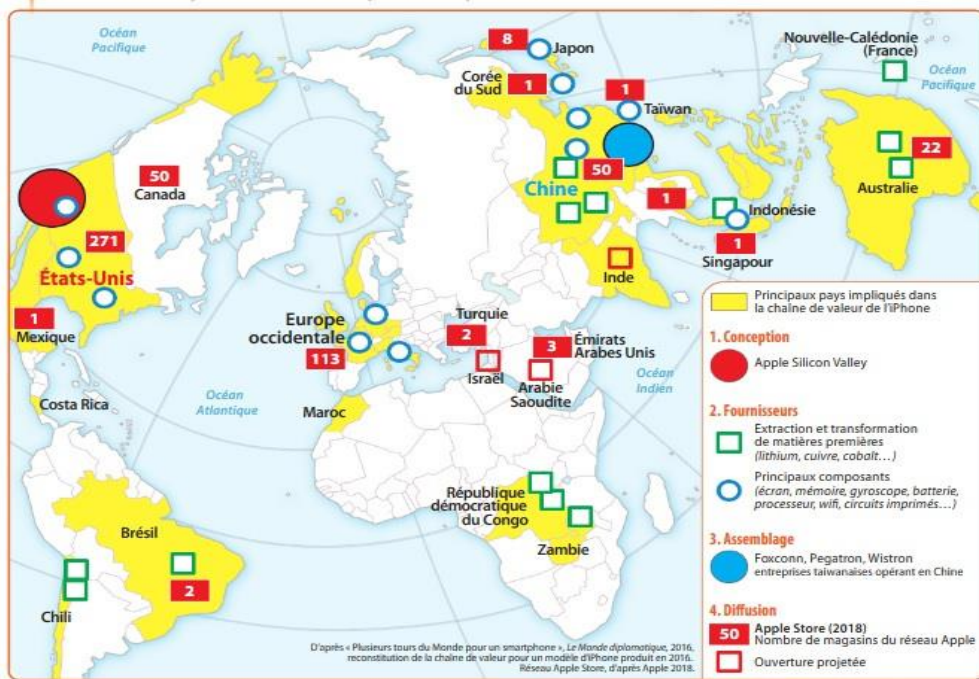 Océan
Pacifique
8
Japon
Nouvelle-Calédonie
(France)
Corée
du Sud
1
1
Taïwan
Océan
Pacifique
50
Canada
Chine
50
22
Australie
1
Indonésie
271
États-Unis
1
Singapour
Inde
1
Mexique
Europe
occidentale
113
Turquie
2
Israël
3
Émirats
Arabes Unis
Arabie
Saoudite
Océan
Indien
Océan
Atlantique
Costa Rica
Maroc
République
démocratique
du Congo
Zambie
Brésil
2
Chili
Principaux pays impliqués dans
la chaîne de valeur de l'iPhone
1. Conception
Apple Silicon Valley
2. Fournisseurs
Extraction et transformation
de matières premières
(lithium, cuivre, cobalt…)
Principaux composants
(écran, mémoire, gyroscope, batterie,
processeur, wifi, circuits imprimés…)
3. Assemblage
Foxconn, Pegatron, Wistron
entreprises taïwanaises opérant en Chine
4. Diffusion
50 Apple Store (2018)
Nombre de magasins du réseau Apple
Ouverture projetée
D'après « Plusieurs tours du Monde pour un smartphone », Le Monde diplomatique, 2016,
reconstitution de la chaîne de valeur pour un modèle d'iPhone produit en 2016.
Réseau Apple Store, d'après Apple 2018.